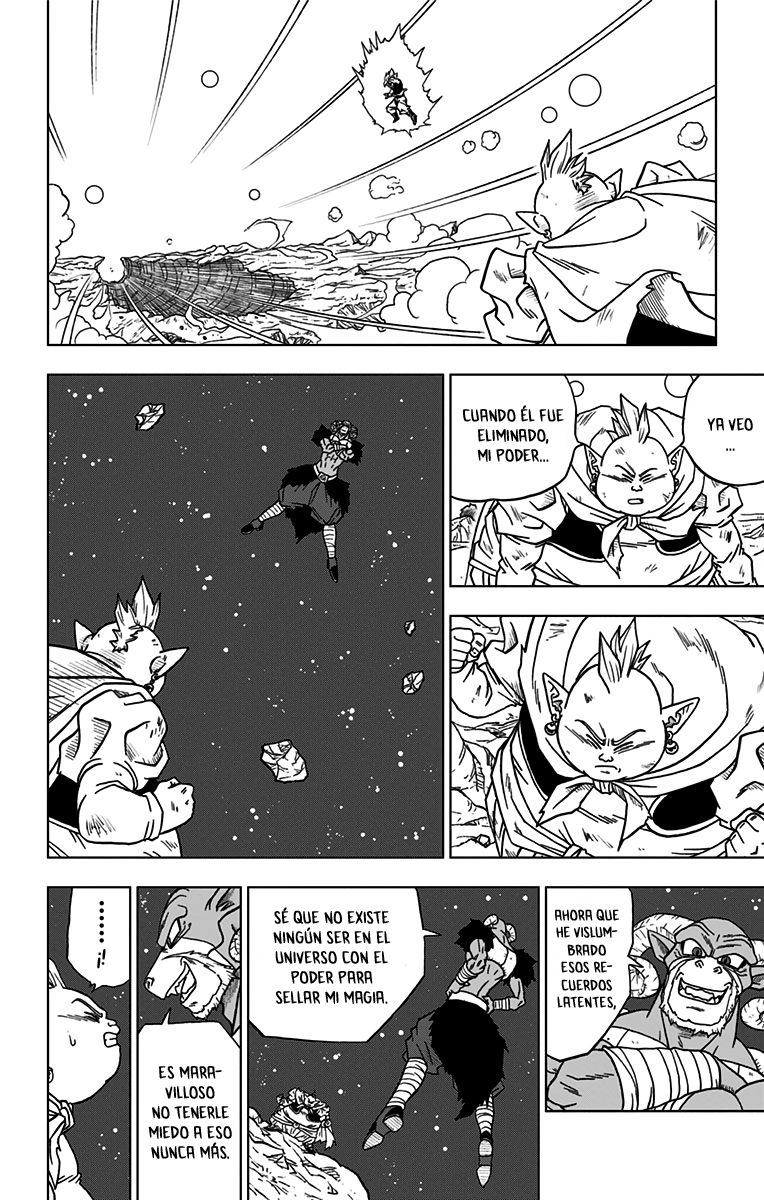 YA VEO
...
CUANDO ÉL FUE
ELIMINADO,
MI PODER...
AHORA QUE
HE VISLUM-
BRADO
ESOS RE-
CUERDOS
LATENTES,
SÉ QUE NO EXISTE
NINGÚN SER EN EL
UNIVERSO CON EL
PODER PARA
SELLAR MI MAGIA.
ES MARA-
VILLOSO
NO TENERLE
MIEDO A ESO
NUNCA MÁS.
......
¡!